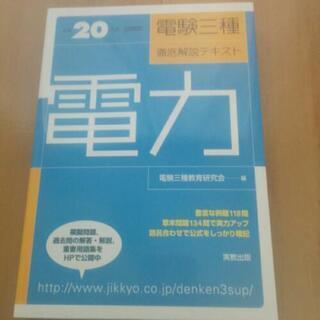 20
電験三種
徹底解説テキスト
電力
電験三種教育研究会 編
豊富な例題118問
章末問題134問で実力アップ
語呂合わせで公式をしっかり暗記
模擬問題、
過去問の解答・解説、
重要用語集を
HPで公開中
実教出版
http://www.jikkyo.co.jp/denken3sup/